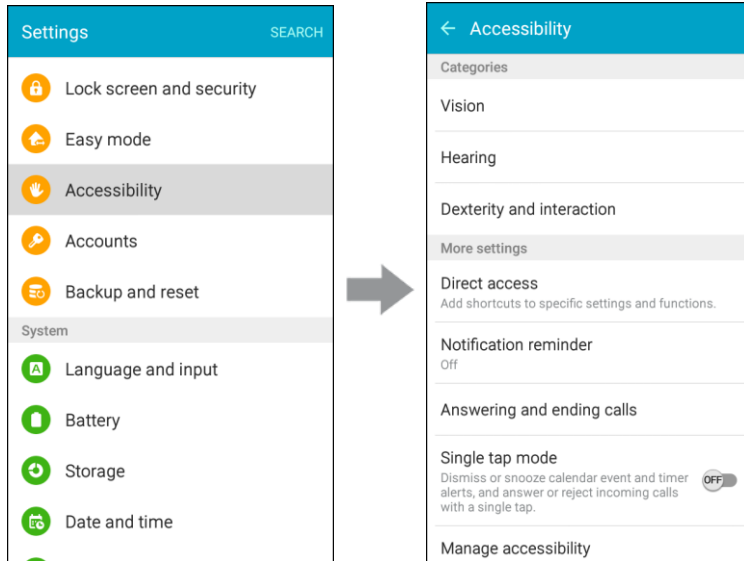 Settings
SEARCH
Lock screen and security
Easy mode
Accessibility
Accounts
Backup and reset
System
A
Language and input
Battery
Storage
Date and time
Accessibility
Categories
Vision
Hearing
Dexterity and interaction
More settings
Direct access
Add shortcuts to specific settings and functions.
Notification reminder
Off
Answering and ending calls
Single tap mode
Dismiss or snooze calendar event and timer
alerts, and answer or reject incoming calls
with a single tap.
OFF
Manage accessibility